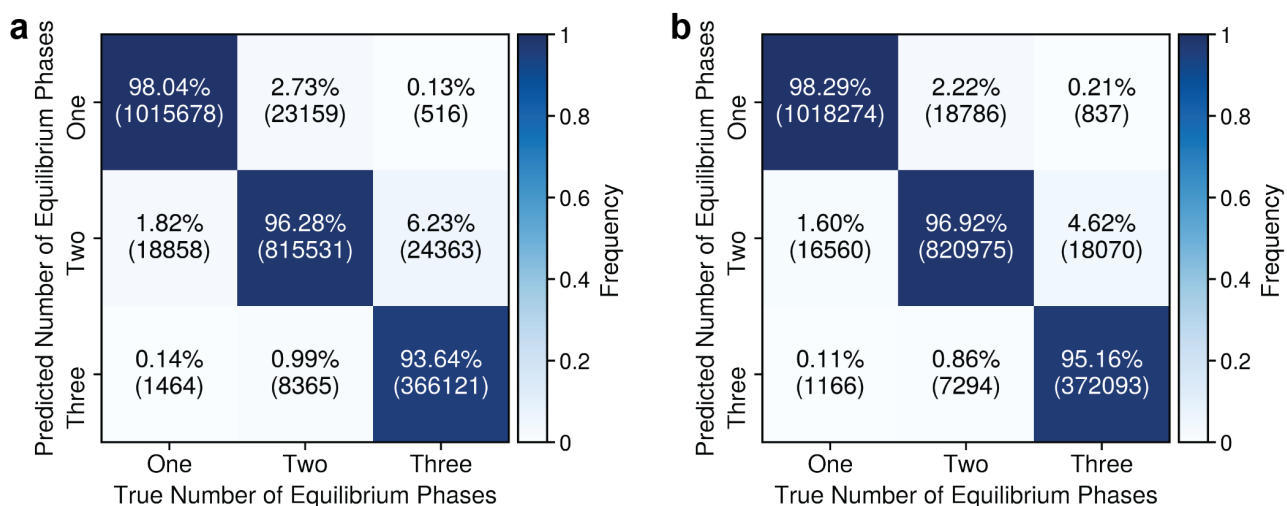 a
Predicted Number of Equilibrium Phases
One
Two
Three
98.04%
(1015678)
2.73%
(23159)
0.13%
(516)
1.82%
(18858)
96.28%
(815531)
6.23%
(24363)
0.14%
(1464)
0.99%
(8365)
93.64%
(366121)
One
Two
Three
True Number of Equilibrium Phases
1
0.8
0.6
0.4
0.2
0
Frequency
b
Predicted Number of Equilibrium Phases
One
Two
Three
98.29%
(1018274)
2.22%
(18786)
0.21%
(837)
1.60%
(16560)
96.92%
(820975)
4.62%
(18070)
0.11%
(1166)
0.86%
(7294)
95.16%
(372093)
One
Two
Three
True Number of Equilibrium Phases
1
0.8
0.6
0.4
0.2
0
Frequency